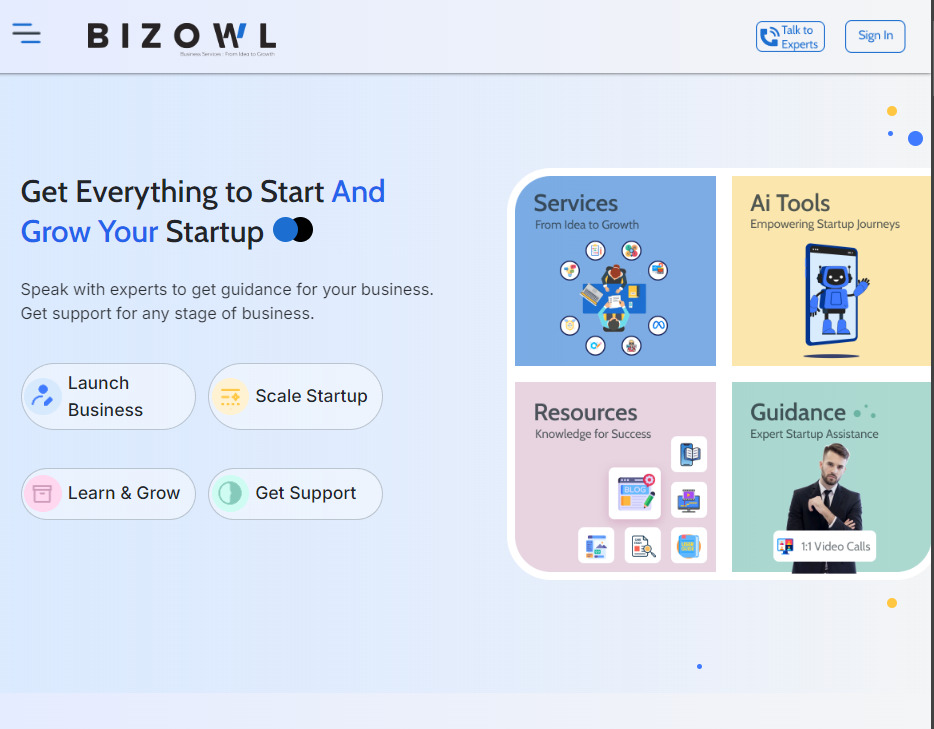 BIZOWL
Business Services : From Idea to Growth
Talk to
Experts
Sign In
Get Everything to Start And
Grow Your Startup
Speak with experts to get guidance for your business.
Get support for any stage of business.
Launch
Business
Scale Startup
Learn & Grow
Get Support
Services
From Idea to Growth
Ai Tools
Empowering Startup Journeys
Resources
Knowledge for Success
BLOG
Guidance
Expert Startup Assistance
1:1 Video Calls